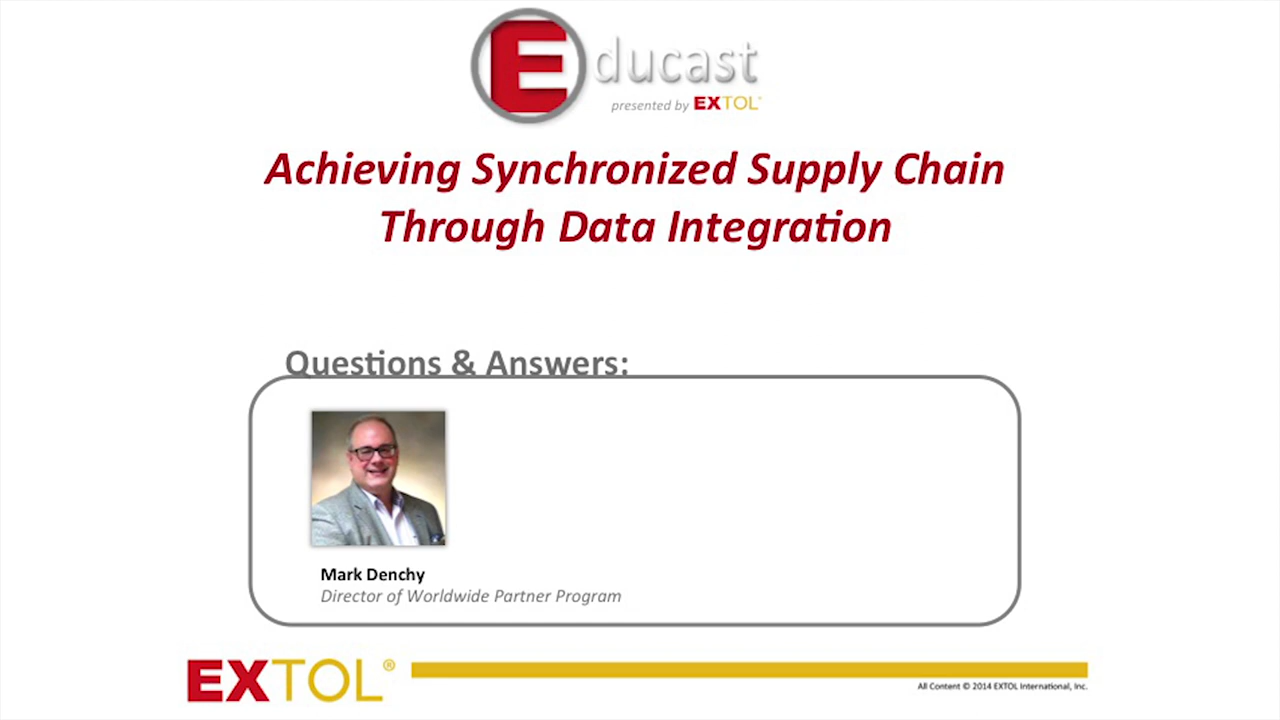 Educast
presented by EXTOL
Achieving Synchronized Supply Chain
Through Data Integration
Questions & Answers:
Mark Denchy
Director of Worldwide Partner Program
EXTOL®
All Content © 2014 EXTOL International, Inc.